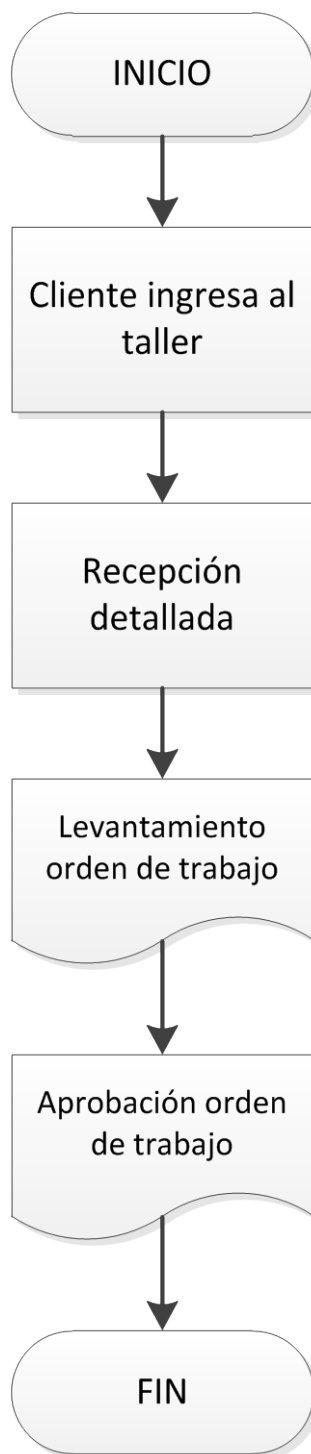 INICIO
Cliente ingresa al
taller
Recepción
detallada
Levantamiento
orden de trabajo
Aprobación orden
de trabajo
FIN